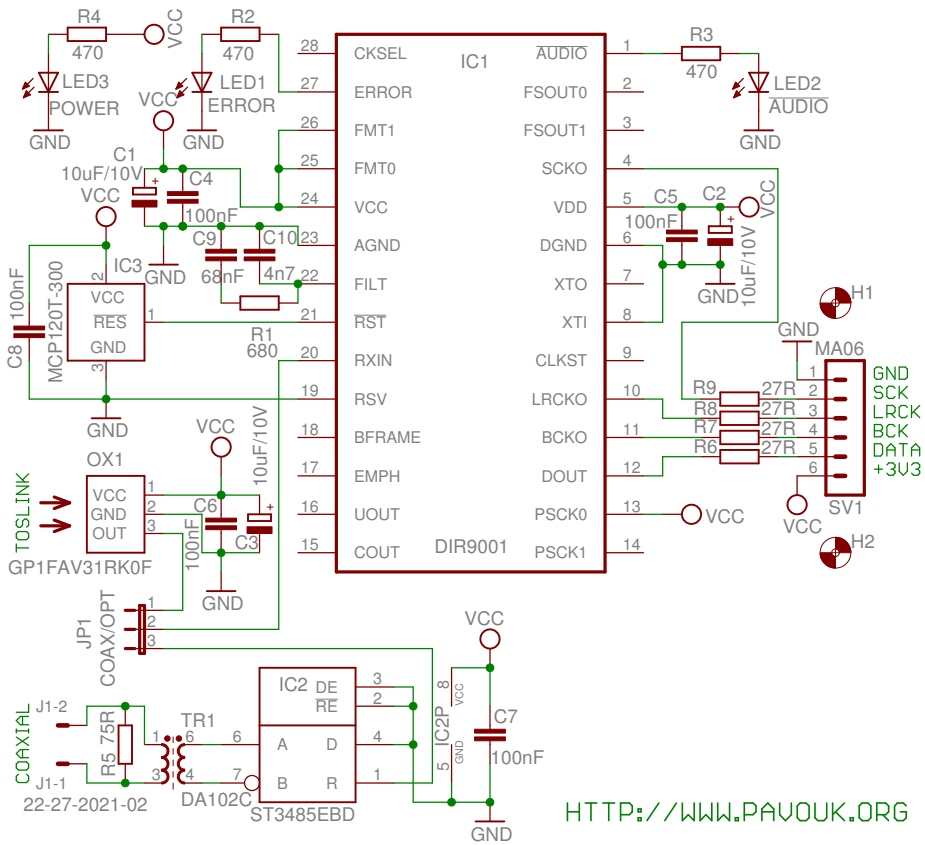 R4
470
VCC
LED3
POWER
GND
R2
470
LED1
ERROR
GND
VCC
C1
10uF/10V
C4
100nF
VCC
GND
C9
68nF
C10
4n7
R1
680
IC3
MCP120T-300
2
VCC
RES
1
GND
3
100nF
C8
GND
IC1
DIR9001
28 CKSEL
27 ERROR
26 FMT1
25 FMT0
24 VCC
23 AGND
22 FILT
21 RST
20 RXIN
19 RSV
18 BFRAME
17 EMPH
16 UOUT
15 COUT
AUDIO 1
FSOUT0 2
FSOUT1 3
SCKO 4
VDD 5
DGND 6
XTO 7
XTI 8
CLKST 9
LRCKO 10
BCKO 11
DOUT 12
PSCK0 13
PSCK1 14
R3
470
LED2
AUDIO
GND
C5
100nF
C2
10uF/10V
VCC
GND
H1
GND
MA06
R9 27R 1 GND
R8 27R 2 SCK
R7 27R 3 LRCK
R6 27R 4 BCK
5 DATA
6 +3V3
VCC
SV1
VCC
H2
OX1
VCC 1
GND 2
OUT 3
TOSLINK
GP1FAV31RK0F
VCC
10uF/10V
C6
100nF
C3
GND
JP1
COAX/OPT
1
2
3
COAXIAL
J1-2
J1-1
22-27-2021-02
R5 75R
TR1
1 6
3 4
DA102C
IC2
DE 3
RE 2
6 A D 4
7 B R 1
ST3485EBD
VCC
IC2P
8 VCC
5 GND
C7
100nF
GND
HTTP://WWW.PAVOUK.ORG